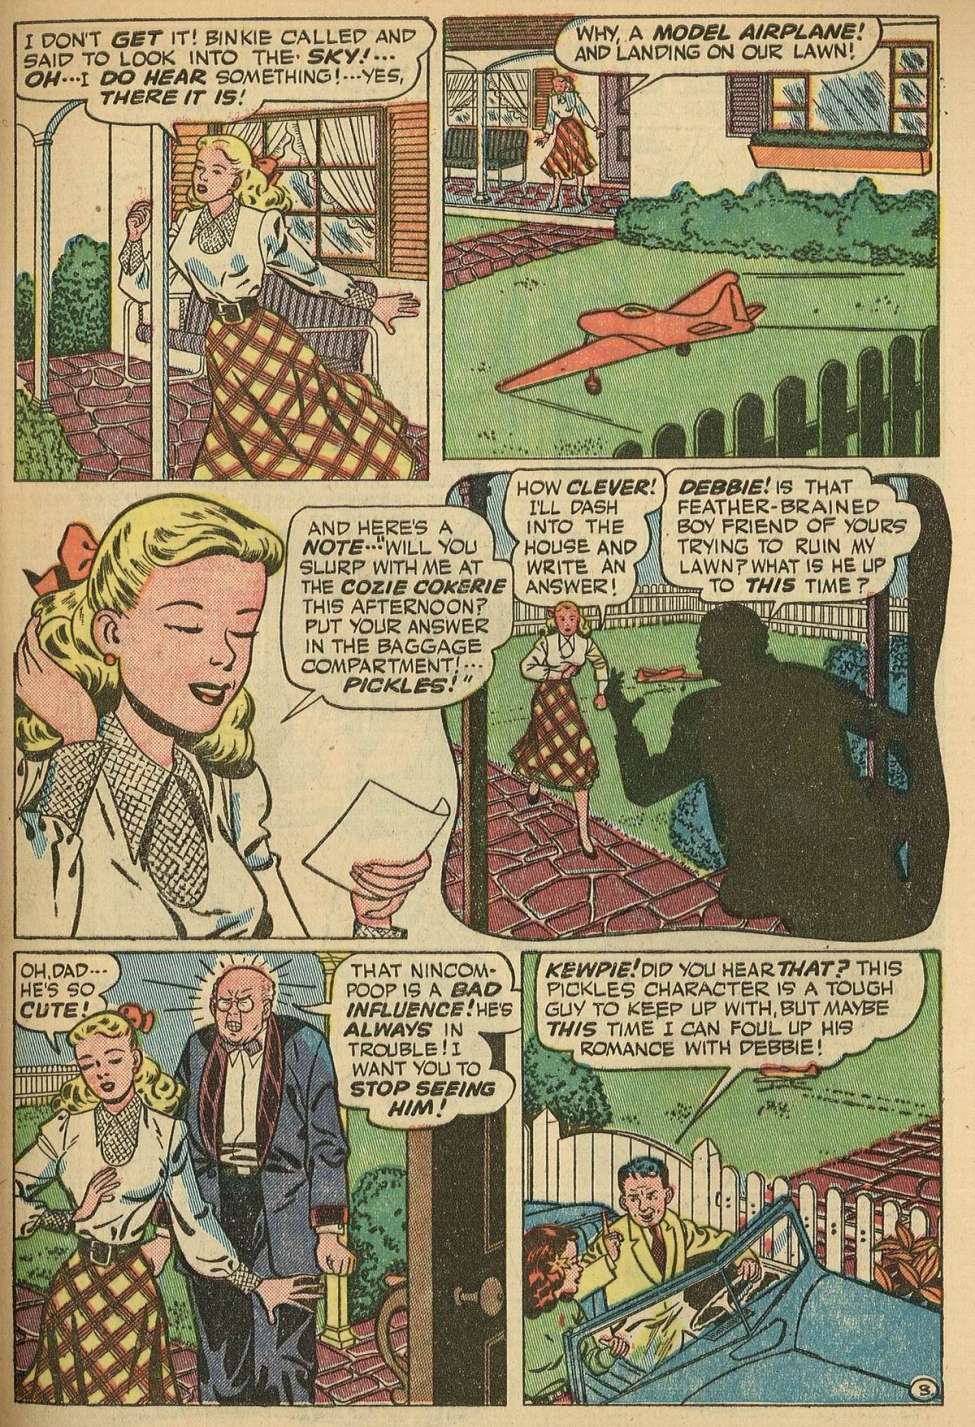 I DON'T GET IT! BINKIE CALLED AND
SAID TO LOOK INTO THE SKY!...
OH...I DO HEAR SOMETHING!...YES,
THERE IT IS!
WHY, A MODEL AIRPLANE!
AND LANDING ON OUR LAWN!
AND HERE'S A
NOTE..."WILL YOU
SLURP WITH ME AT
THE COZIE COKERIE
THIS AFTERNOON?
PUT YOUR ANSWER
IN THE BAGGAGE
COMPARTMENT!...
PICKLES!"
HOW CLEVER!
I'LL DASH
INTO THE
HOUSE AND
WRITE AN
ANSWER!
DEBBIE! IS THAT
FEATHER-BRAINED
BOY FRIEND OF YOURS
TRYING TO RUIN MY
LAWN? WHAT IS HE UP
TO THIS TIME?
OH, DAD...
HE'S SO
CUTE!
THAT NINCOM-
POOP IS A BAD
INFLUENCE! HE'S
ALWAYS IN
TROUBLE! I
WANT YOU TO
STOP SEEING
HIM!
KEWPIE! DID YOU HEAR THAT? THIS
PICKLES CHARACTER IS A TOUGH
GUY TO KEEP UP WITH, BUT MAYBE
THIS TIME I CAN FOUL UP HIS
ROMANCE WITH DEBBIE!
3